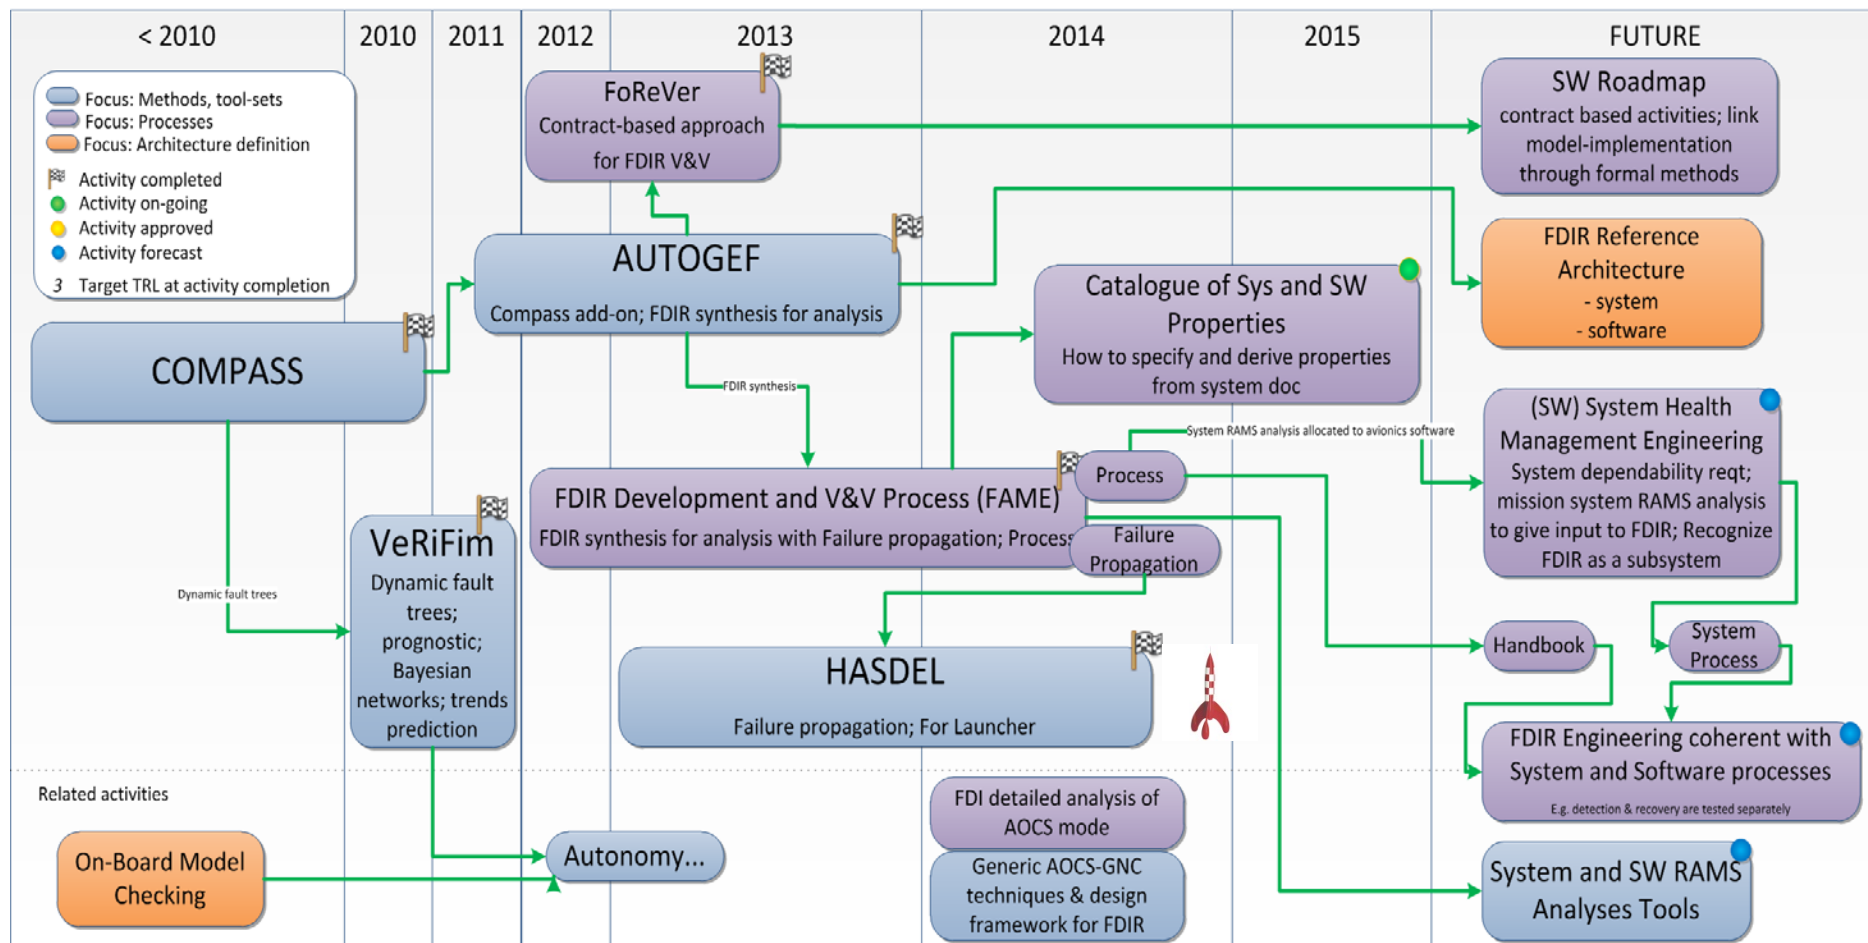 < 2010
2010
2011
2012
2013
2014
2015
FUTURE
Focus: Methods, tool-sets
Focus: Processes
Focus: Architecture definition
Activity completed
Activity on-going
Activity approved
Activity forecast
3 Target TRL at activity completion
FoReVer
Contract-based approach
for FDIR V&V
SW Roadmap
contract based activities; link
model-implementation
through formal methods
AUTOGEF
Compass add-on; FDIR synthesis for analysis
FDIR Reference
Architecture
- system
- software
Catalogue of Sys and SW
Properties
How to specify and derive properties
from system doc
COMPASS
FDIR synthesis
System RAMS analysis allocated to avionics software
(SW) System Health
Management Engineering
System dependability reqt;
mission system RAMS analysis
to give input to FDIR; Recognize
FDIR as a subsystem
FDIR Development and V&V Process (FAME)
FDIR synthesis for analysis with Failure propagation; Process
Process
Failure
Propagation
VeRiFim
Dynamic fault
trees;
prognostic;
Bayesian
networks; trends
prediction
Dynamic fault trees
HASDEL
Failure propagation; For Launcher
Handbook
System
Process
FDIR Engineering coherent with
System and Software processes
E.g. detection & recovery are tested separately
Related activities
On-Board Model
Checking
Autonomy...
FDI detailed analysis of
AOCS mode
Generic AOCS-GNC
techniques & design
framework for FDIR
System and SW RAMS
Analyses Tools